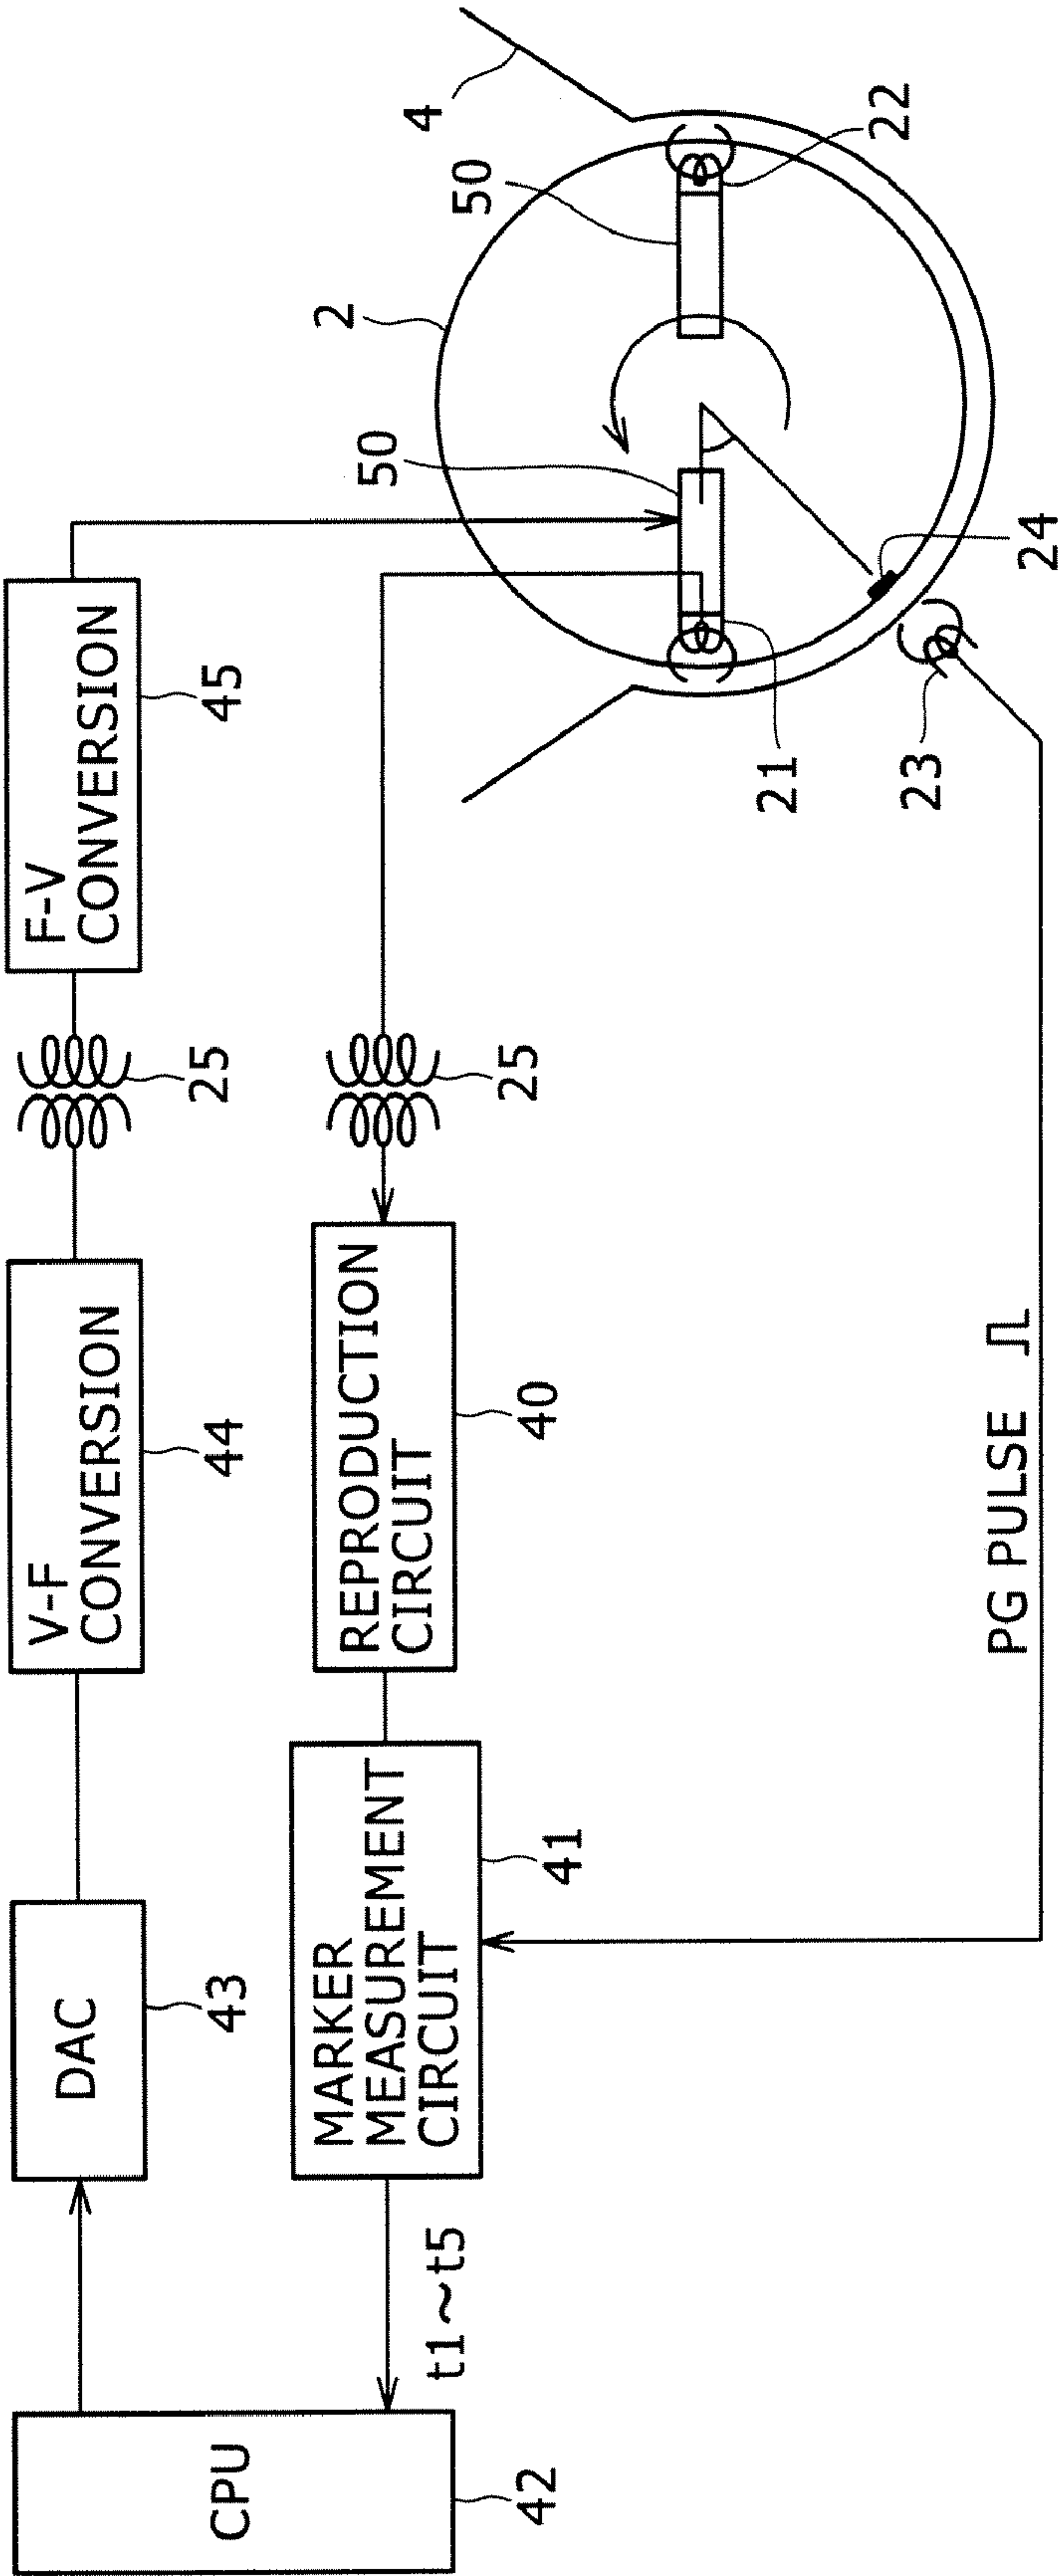 CPU
42
DAC
43
V-F
CONVERSION
44
25
F-V
CONVERSION
45
t1~t5
MARKER
MEASUREMENT
CIRCUIT
41
REPRODUCTION
CIRCUIT
40
25
50
2
50
4
22
21
23
24
PG PULSE